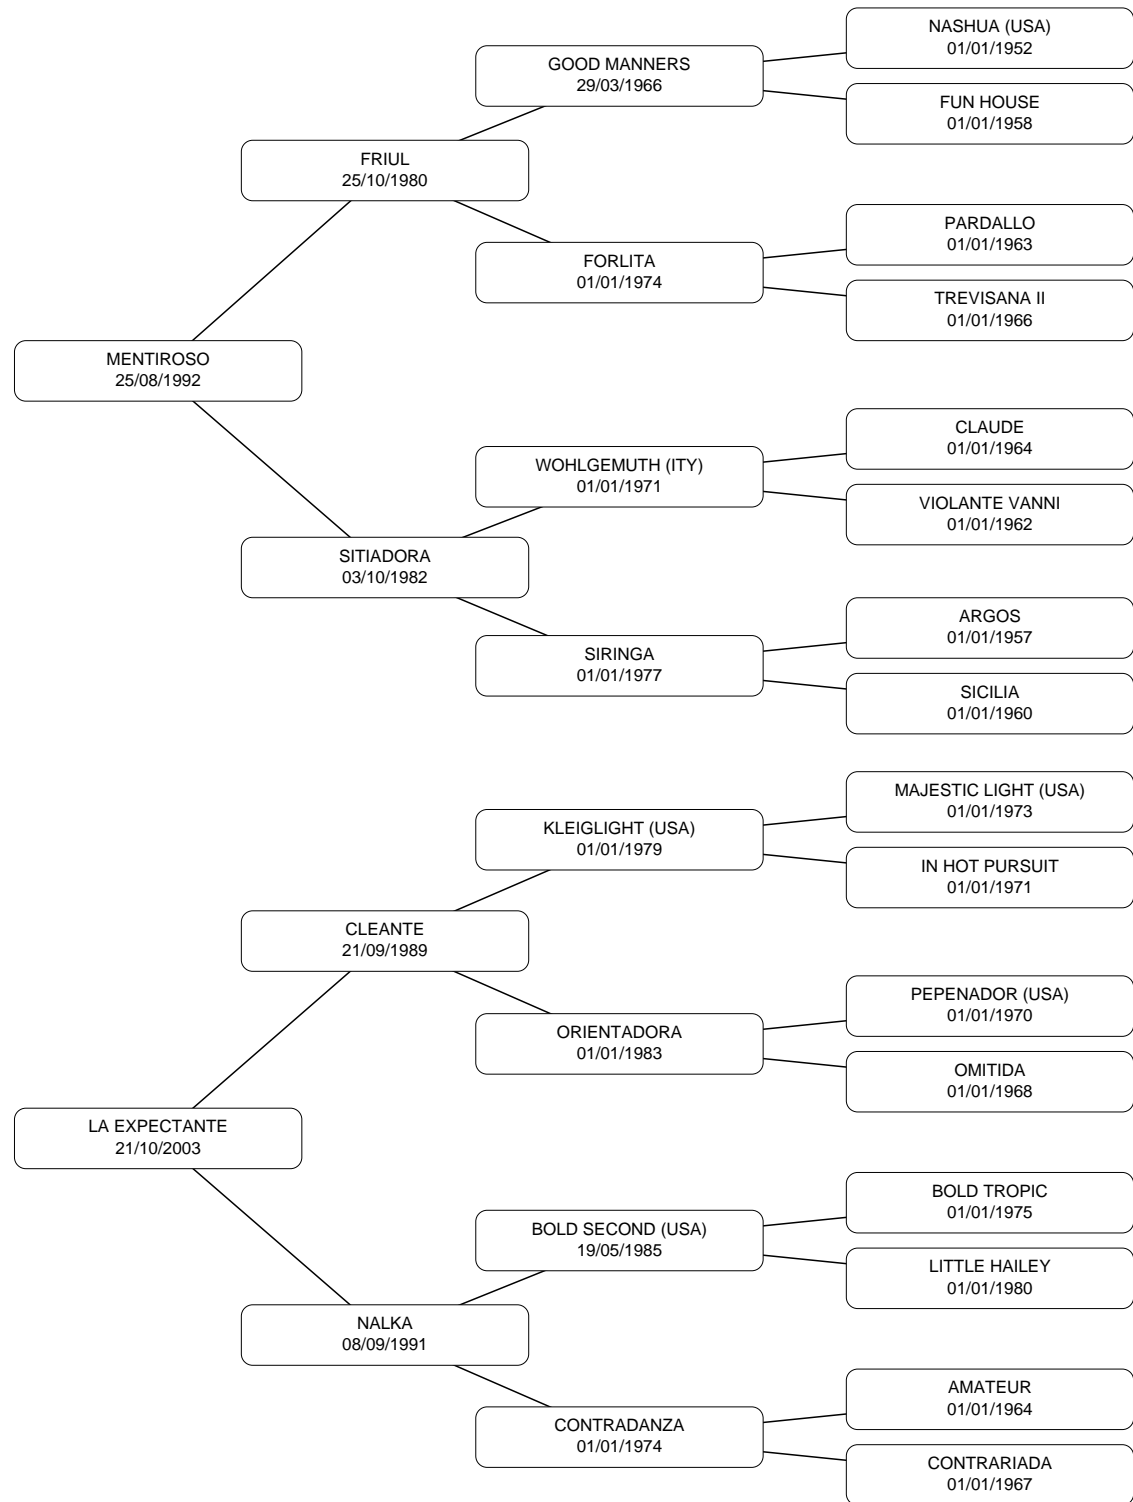 NASHUA (USA)
01/01/1952
GOOD MANNERS
29/03/1966
FUN HOUSE
01/01/1958
FRIUL
25/10/1980
PARDALLO
01/01/1963
FORLITA
01/01/1974
TREVISANA II
01/01/1966
MENTIROSO
25/08/1992
CLAUDE
01/01/1964
WOHLGEMUTH (ITY)
01/01/1971
VIOLANTE VANNI
01/01/1962
SITIADORA
03/10/1982
ARGOS
01/01/1957
SIRINGA
01/01/1977
SICILIA
01/01/1960
MAJESTIC LIGHT (USA)
01/01/1973
KLEIGLIGHT (USA)
01/01/1979
IN HOT PURSUIT
01/01/1971
CLEANTE
21/09/1989
PEPENADOR (USA)
01/01/1970
ORIENTADORA
01/01/1983
OMITIDA
01/01/1968
LA EXPECTANTE
21/10/2003
BOLD TROPIC
01/01/1975
BOLD SECOND (USA)
19/05/1985
LITTLE HAILEY
01/01/1980
NALKA
08/09/1991
AMATEUR
01/01/1964
CONTRADANZA
01/01/1974
CONTRARIADA
01/01/1967